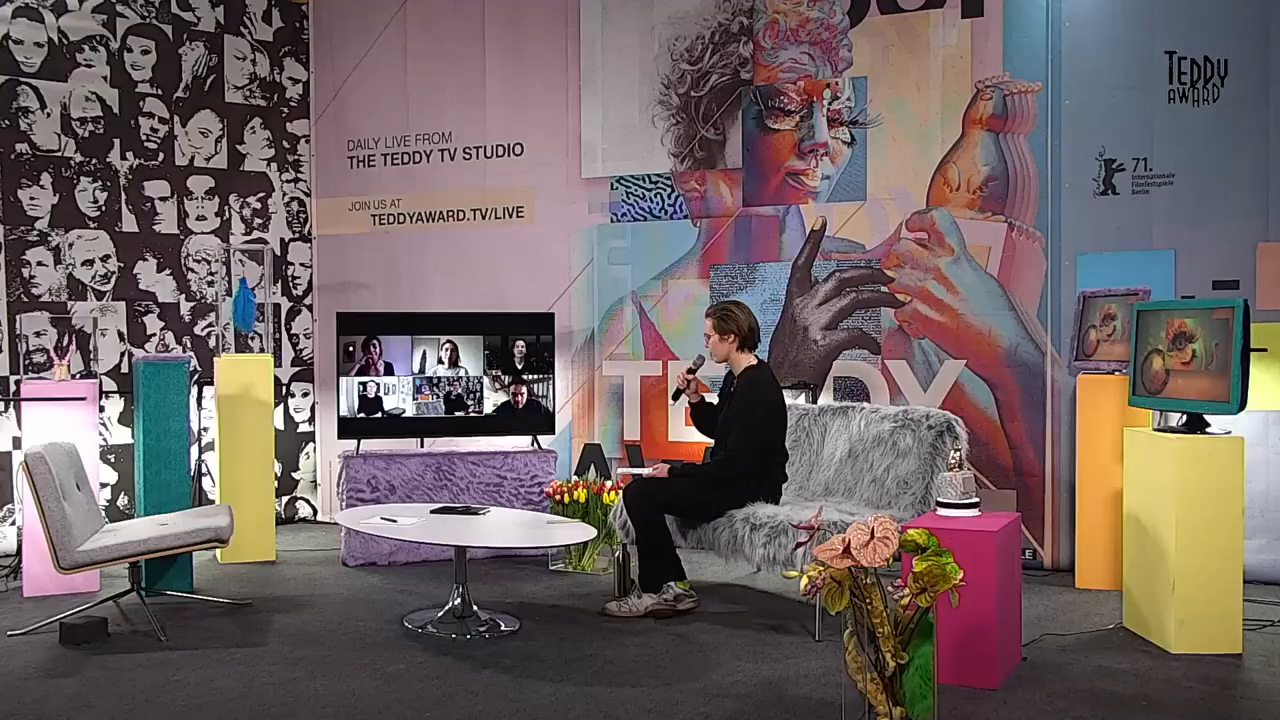 DAILY LIVE FROM
THE TEDDY TV STUDIO
JOIN US AT
TEDDYAWARD.TV/LIVE
TEDDY
AWARD
71.
Internationale
Filmfestspiele
Berlin
TEDDY